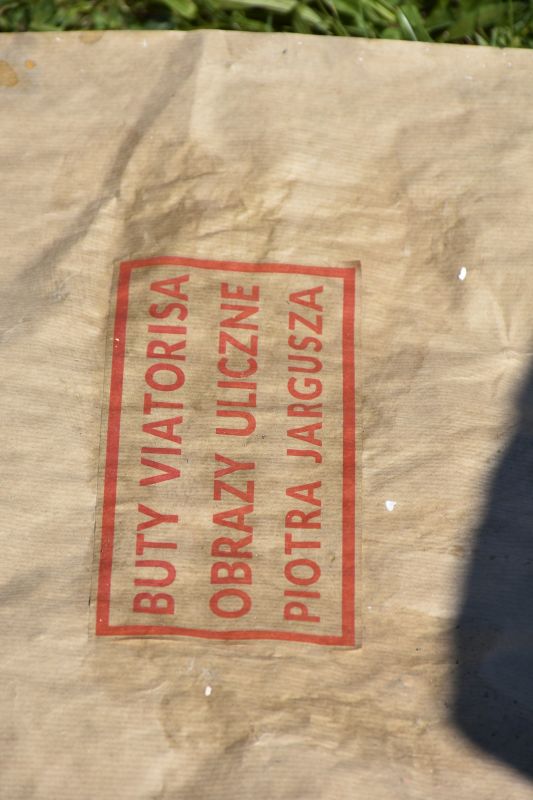 BUTY VIATORISA
OBRAZY ULICZNE
PIOTRA JARGUSZA